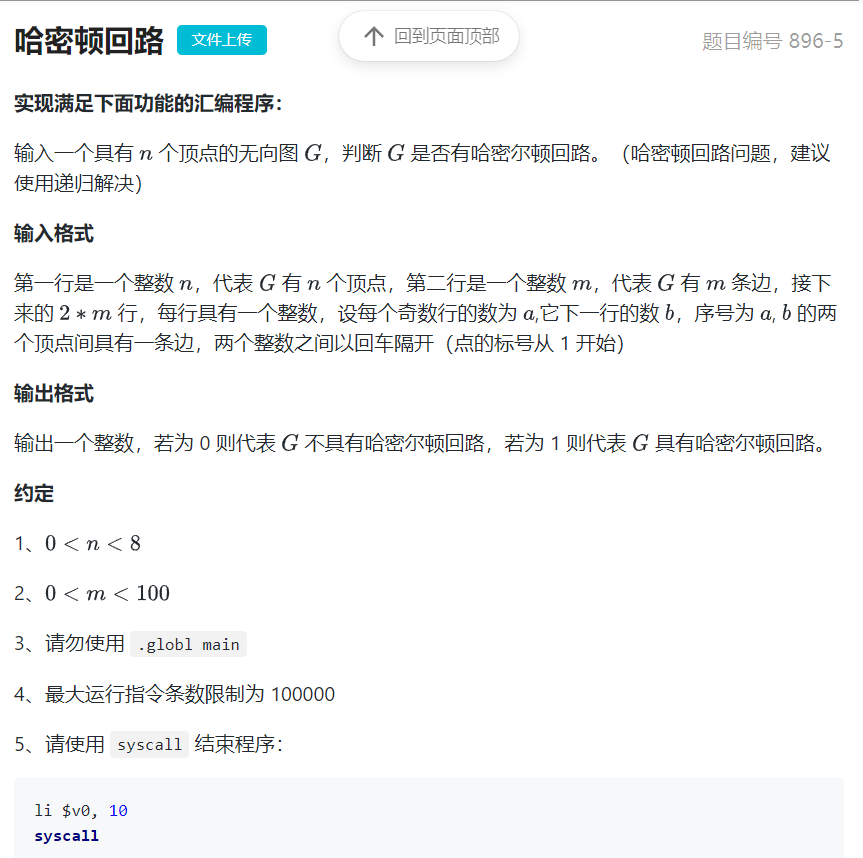 哈密顿回路 文件上传 回到页面顶部 题目编号 896-5
实现满足下面功能的汇编程序：
输入一个具有 n 个顶点的无向图 G，判断 G 是否有哈密尔顿回路。（哈密顿回路问题，建议
使用递归解决）
输入格式
第一行是一个整数 n，代表 G 有 n 个顶点，第二行是一个整数 m，代表 G 有 m 条边，接下
来的 2 * m 行，每行具有一个整数，设每个奇数行的数为 a,它下一行的数 b，序号为 a, b 的两
个顶点间具有一条边，两个整数之间以回车隔开（点的标号从 1 开始）
输出格式
输出一个整数，若为 0 则代表 G 不具有哈密尔顿回路，若为 1 则代表 G 具有哈密尔顿回路。
约定
1、0 < n < 8
2、0 < m < 100
3、请勿使用 .globl main
4、最大运行指令条数限制为 100000
5、请使用 syscall 结束程序：
li $v0, 10
syscall